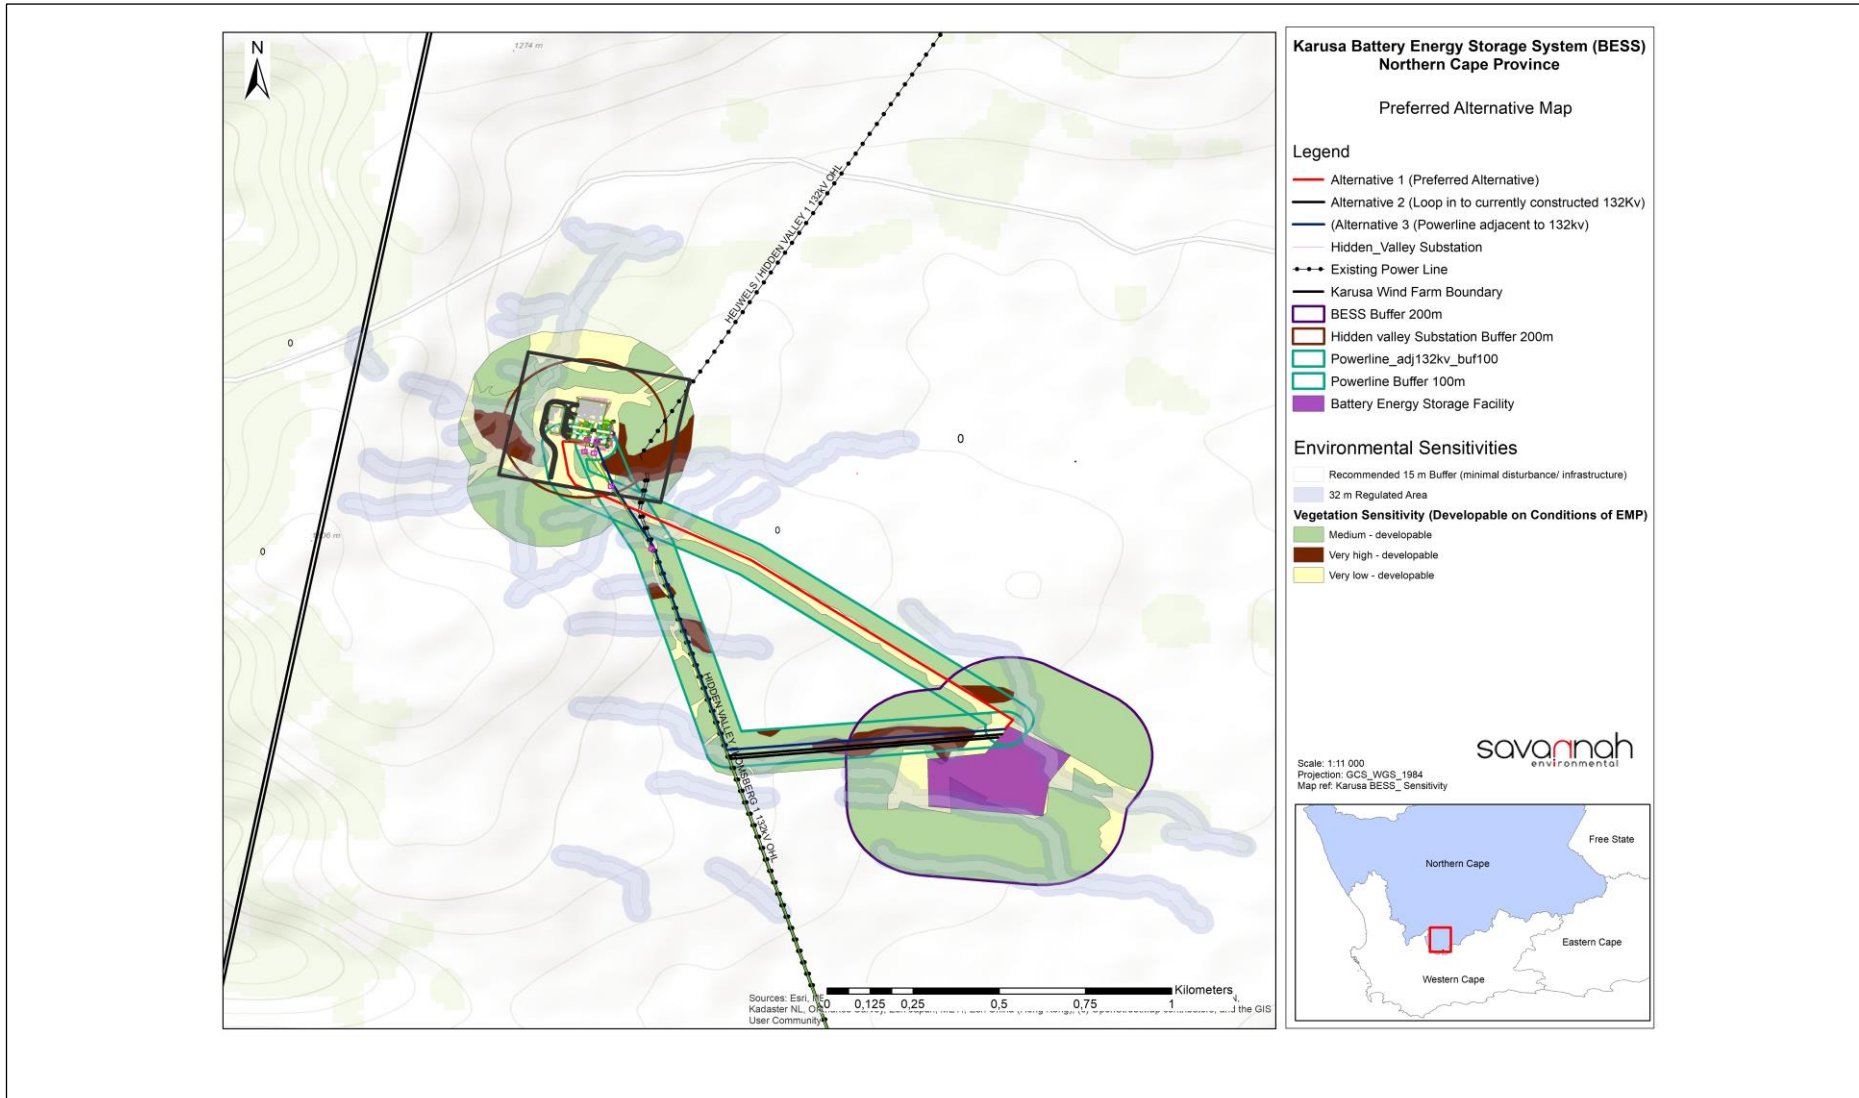 N
1274 m
HEUWELS / HIDDEN VALLEY 1 132kV OHL
0
0
0
0
HIDDEN VALLEY
1 132kV OHL
Kilometers
0 0,125 0,25 0,5 0,75 1
Sources: Esri,
Kadaster NL,
and the GIS
User Community
Karusa Battery Energy Storage System (BESS)
Northern Cape Province
Preferred Alternative Map
Legend
Alternative 1 (Preferred Alternative)
Alternative 2 (Loop in to currently constructed 132Kv)
(Alternative 3 (Powerline adjacent to 132kv)
Hidden_Valley Substation
Existing Power Line
Karusa Wind Farm Boundary
BESS Buffer 200m
Hidden valley Substation Buffer 200m
Powerline_adj132kv_buf100
Powerline Buffer 100m
Battery Energy Storage Facility
Environmental Sensitivities
Recommended 15 m Buffer (minimal disturbance/ infrastructure)
32 m Regulated Area
Vegetation Sensitivity (Developable on Conditions of EMP)
Medium - developable
Very high - developable
Very low - developable
savannah
environmental
Scale: 1:11 000
Projection: GCS_WGS_1984
Map ref: Karusa BESS_ Sensitivity
Free State
Northern Cape
Eastern Cape
Western Cape